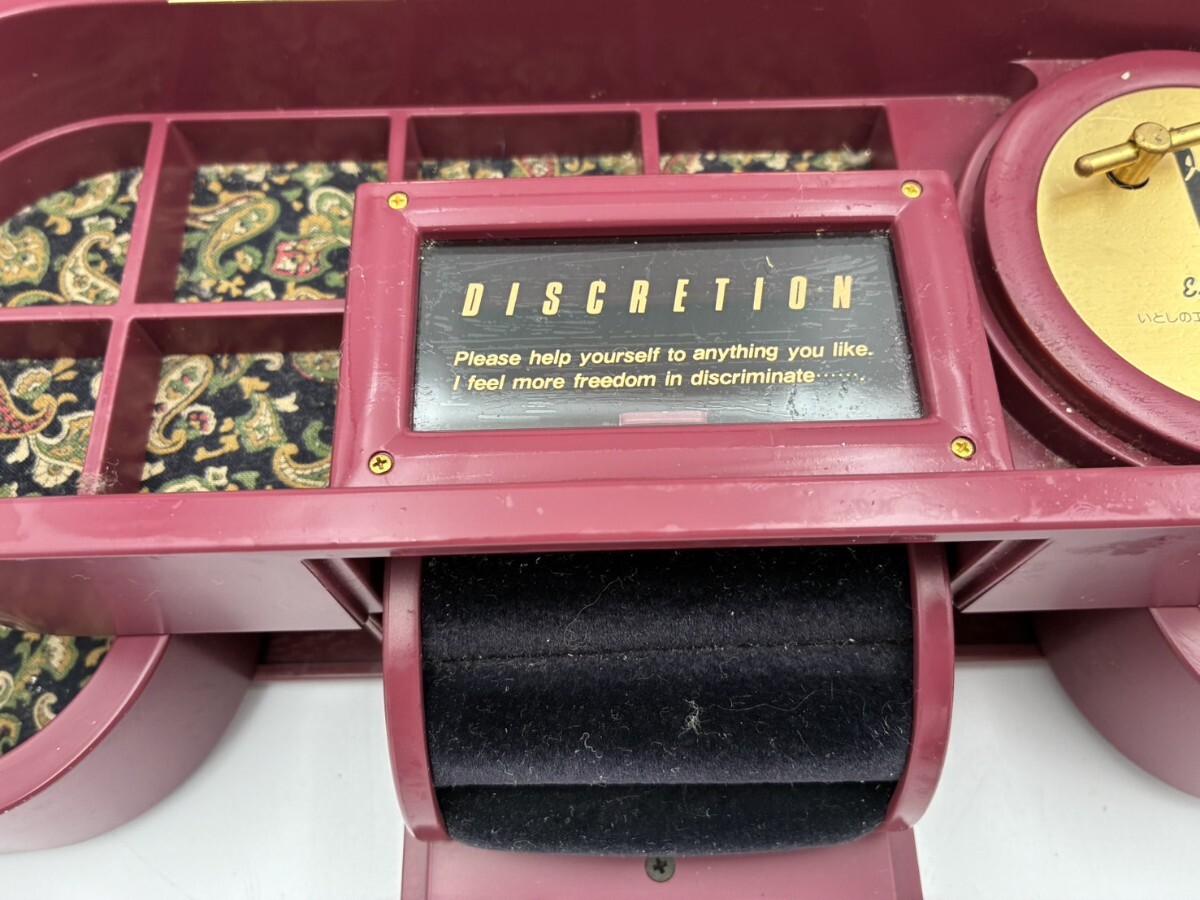 DISCRETION
Please help yourself to anything you like.
I feel more freedom in discriminate······.
いとしのエ